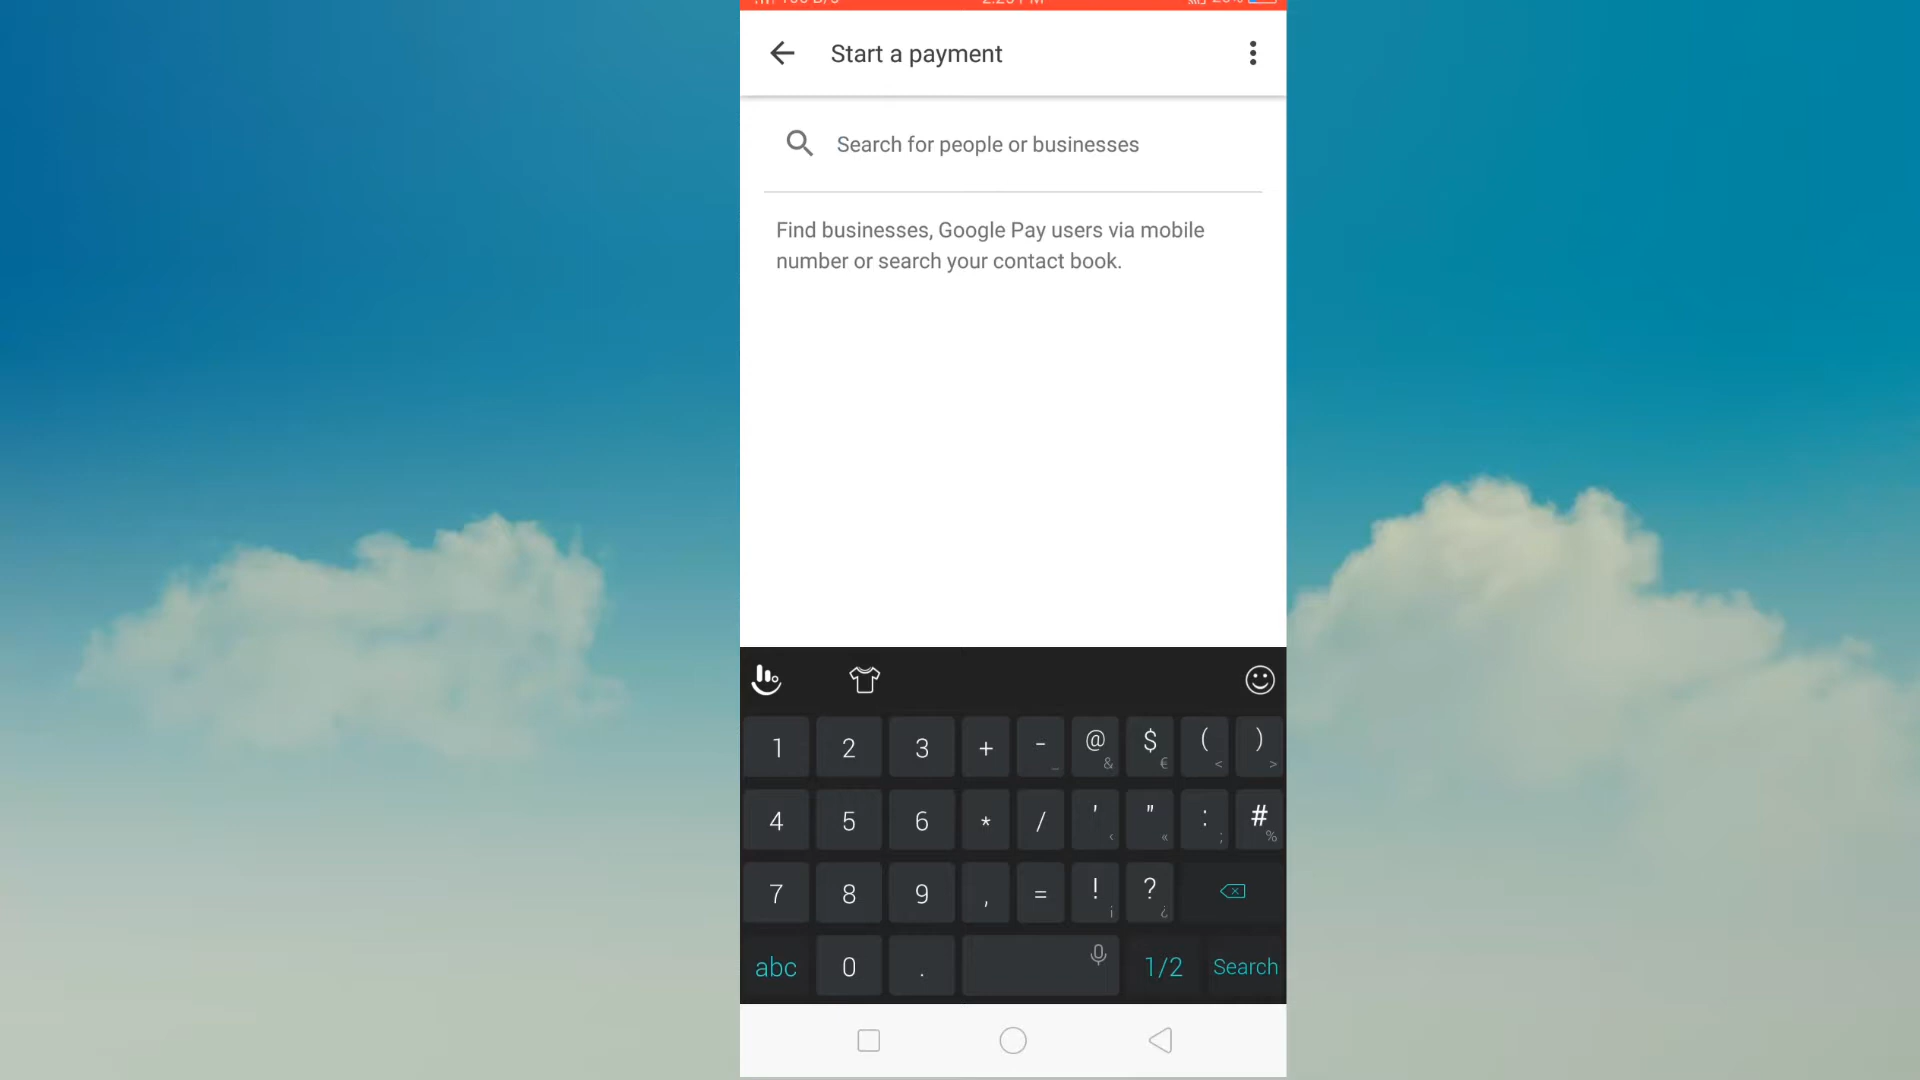 Start a payment
Search for people or businesses
Find businesses, Google Pay users via mobile
number or search your contact book.
1 2 3 + - _ @ & $ € ( < ) >
4 5 6 * / ' ‹ " « : ; # %
7 8 9 , = ! ¡ ? ¿
abc 0 . 1/2 Search